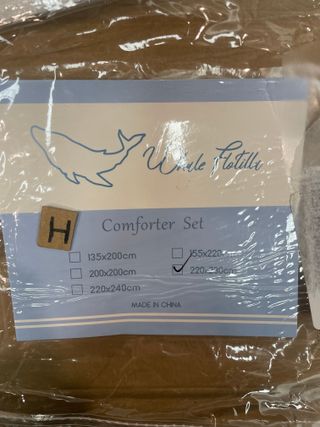 Whale Flotilla
H
Comforter Set
135x200cm
155x220
200x200cm
220x240cm
MADE IN CHINA